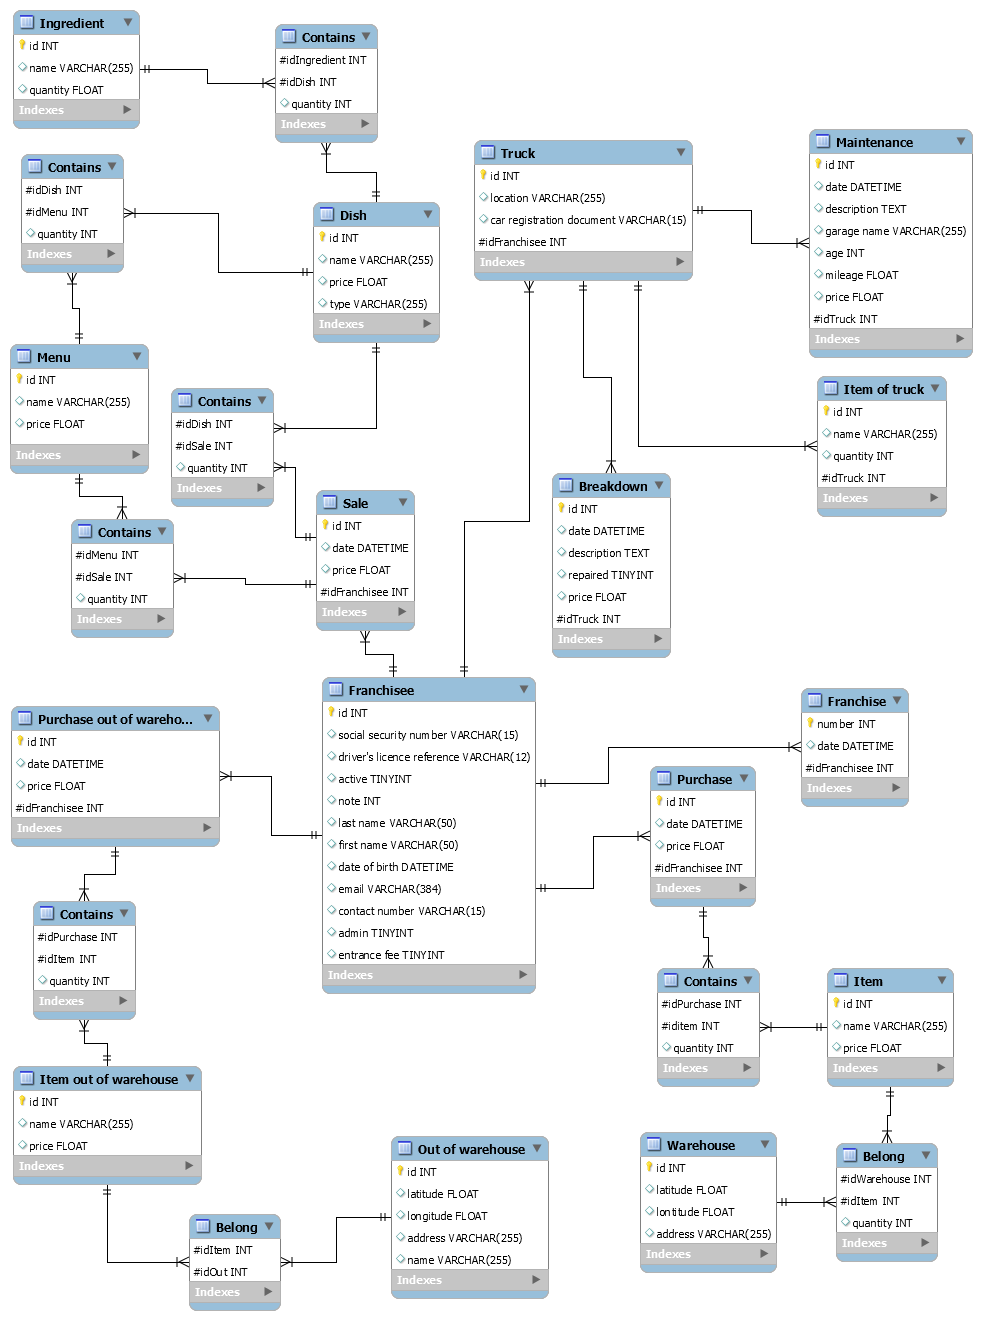 Ingredient
id INT
name VARCHAR(255)
quantity FLOAT
Indexes
Contains
#idIngredient INT
#idDish INT
quantity INT
Indexes
Contains
#idDish INT
#idMenu INT
quantity INT
Indexes
Dish
id INT
name VARCHAR(255)
price FLOAT
type VARCHAR(255)
Indexes
Truck
id INT
location VARCHAR(255)
car registration document VARCHAR(15)
#idFranchisee INT
Indexes
Maintenance
id INT
date DATETIME
description TEXT
garage name VARCHAR(255)
age INT
mileage FLOAT
price FLOAT
#idTruck INT
Indexes
Menu
id INT
name VARCHAR(255)
price FLOAT
Indexes
Contains
#idDish INT
#idSale INT
quantity INT
Indexes
Item of truck
id INT
name VARCHAR(255)
quantity INT
#idTruck INT
Indexes
Breakdown
id INT
date DATETIME
description TEXT
repaired TINYINT
price FLOAT
#idTruck INT
Indexes
Sale
id INT
date DATETIME
price FLOAT
#idFranchisee INT
Indexes
Contains
#idMenu INT
#idSale INT
quantity INT
Indexes
Franchisee
id INT
social security number VARCHAR(15)
driver's licence reference VARCHAR(12)
active TINYINT
note INT
last name VARCHAR(50)
first name VARCHAR(50)
date of birth DATETIME
email VARCHAR(384)
contact number VARCHAR(15)
admin TINYINT
entrance fee TINYINT
Indexes
Purchase out of wareho...
id INT
date DATETIME
price FLOAT
#idFranchisee INT
Indexes
Franchise
number INT
date DATETIME
#idFranchisee INT
Indexes
Purchase
id INT
date DATETIME
price FLOAT
#idFranchisee INT
Indexes
Contains
#idPurchase INT
#idItem INT
quantity INT
Indexes
Contains
#idPurchase INT
#iditem INT
quantity INT
Indexes
Item
id INT
name VARCHAR(255)
price FLOAT
Indexes
Item out of warehouse
id INT
name VARCHAR(255)
price FLOAT
Indexes
Out of warehouse
id INT
latitude FLOAT
longitude FLOAT
address VARCHAR(255)
name VARCHAR(255)
Indexes
Warehouse
id INT
latitude FLOAT
lontitude FLOAT
address VARCHAR(255)
Indexes
Belong
#idWarehouse INT
#idItem INT
quantity INT
Indexes
Belong
#idItem INT
#idOut INT
Indexes